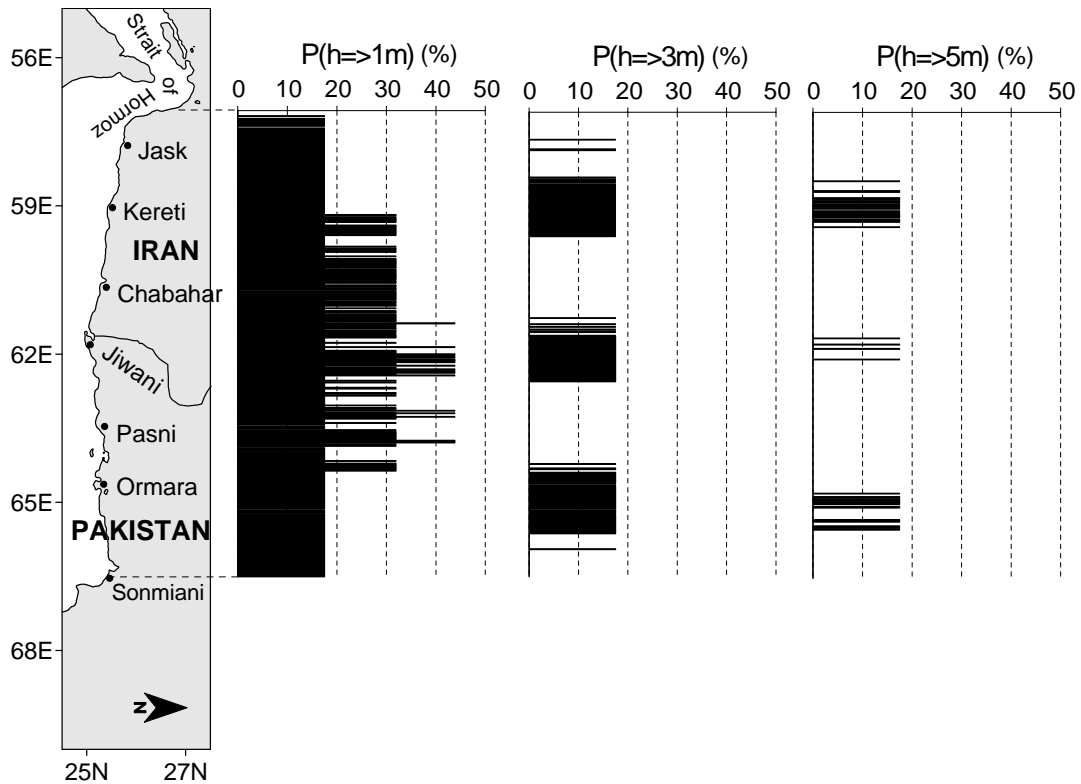 P(h=>1m) (%)
P(h=>3m) (%)
P(h=>5m) (%)
0 10 20 30 40 50
0 10 20 30 40 50
0 10 20 30 40 50
56E
59E
62E
65E
68E
25N
27N
Strait
of
Hormoz
Jask
Kereti
IRAN
Chabahar
Jiwani
Pasni
Ormara
PAKISTAN
Sonmiani
N